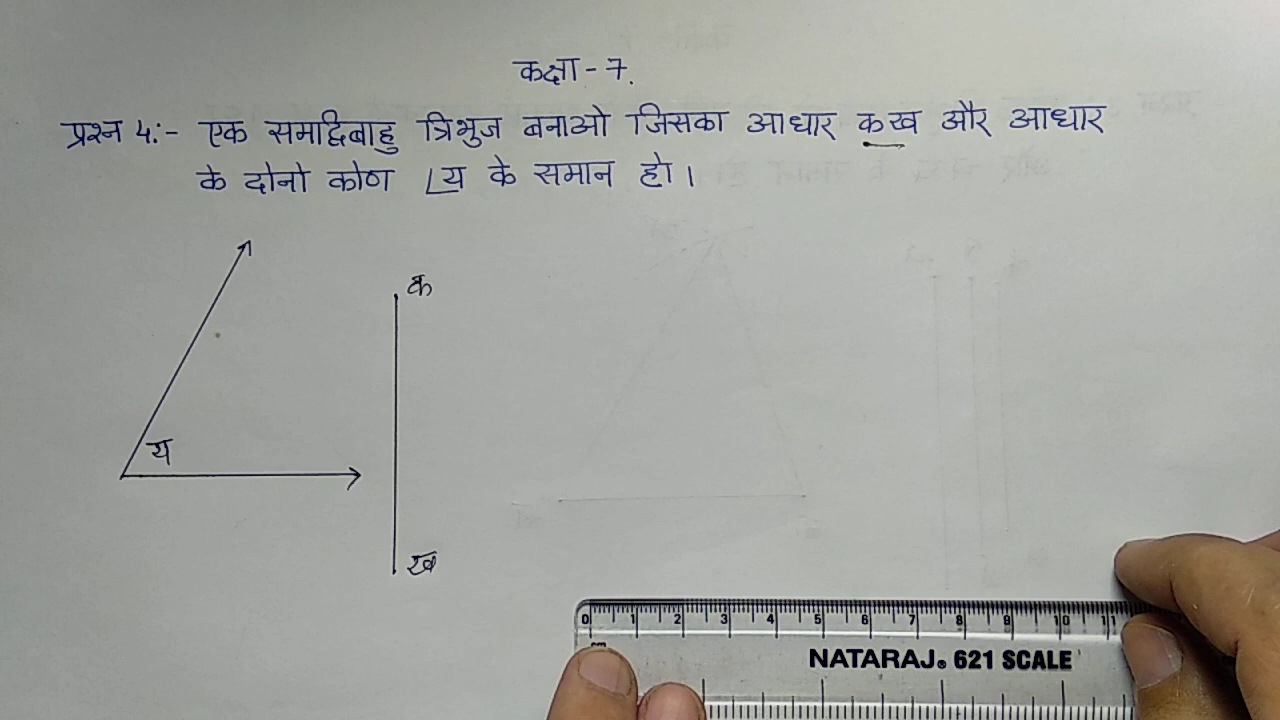 कक्षा - 7.
प्रश्न 4:- एक समाद्विबाहु त्रिभुज बनाओ जिसका आधार कख और आधार
के दोनो कोण ∠य के समान हो।
य
क
ख
0 1 2 3 4 5 6 7 8 9 10 11
NATARAJ® 621 SCALE